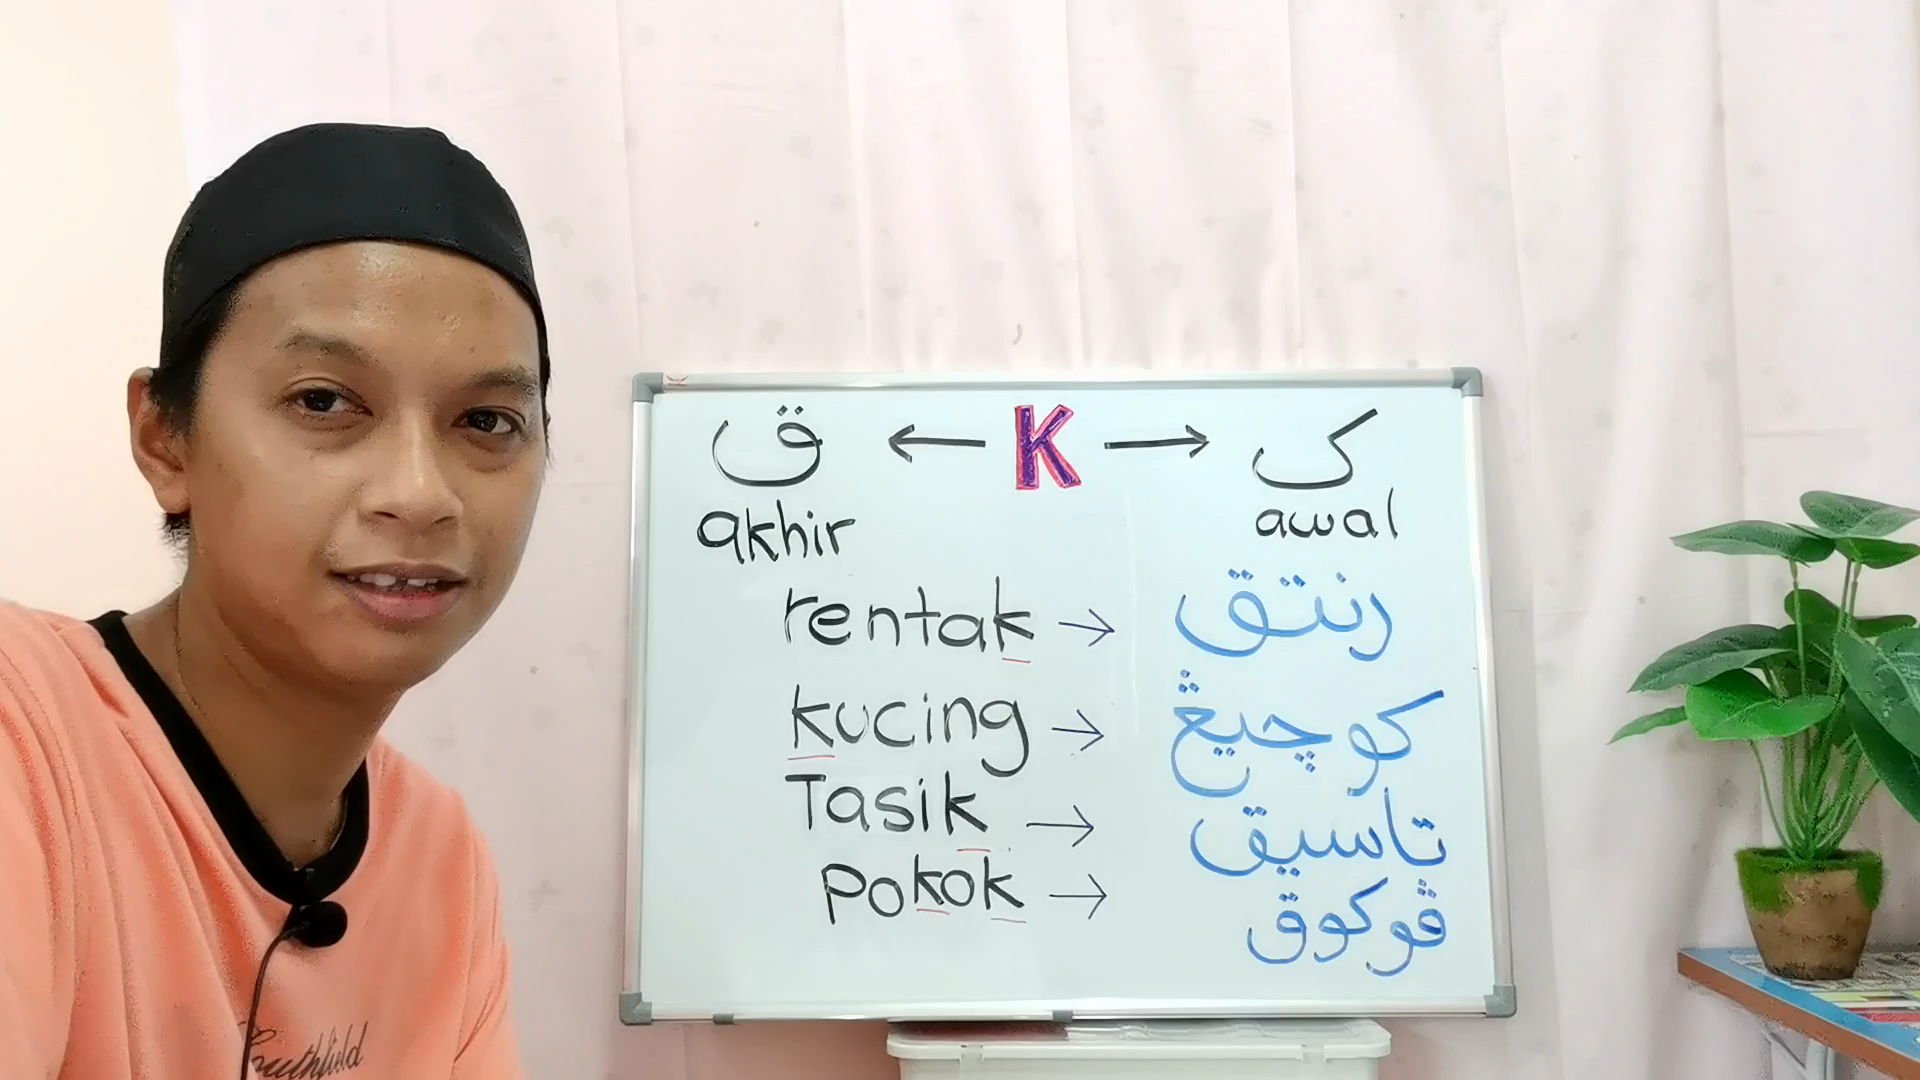 ق ← K → ک
akhir awal
rentak → رنتق
kucing → کوچيڠ
Tasik → تاسيق
Pokok → ڤوکوق